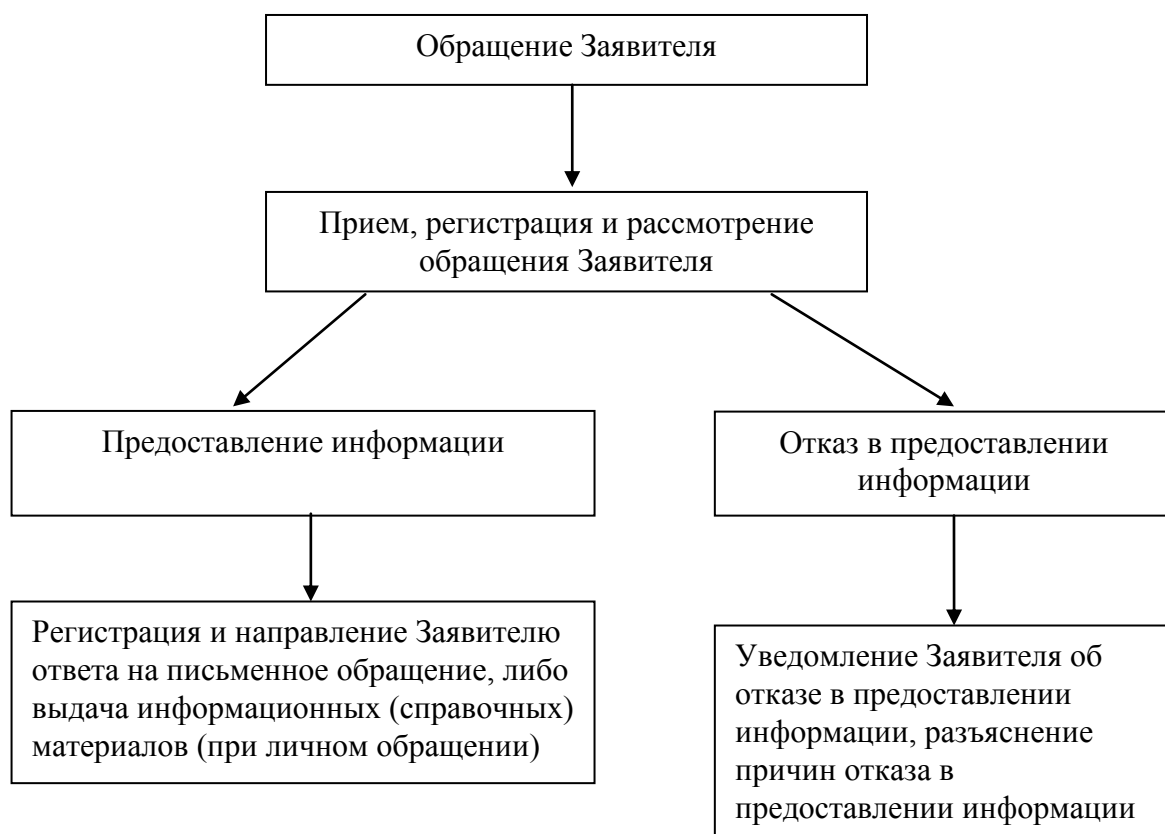 Обращение Заявителя
Прием, регистрация и рассмотрение
обращения Заявителя
Предоставление информации
Отказ в предоставлении
информации
Регистрация и направление Заявителю
ответа на письменное обращение, либо
выдача информационных (справочных)
материалов (при личном обращении)
Уведомление Заявителя об
отказе в предоставлении
информации, разъяснение
причин отказа в
предоставлении информации